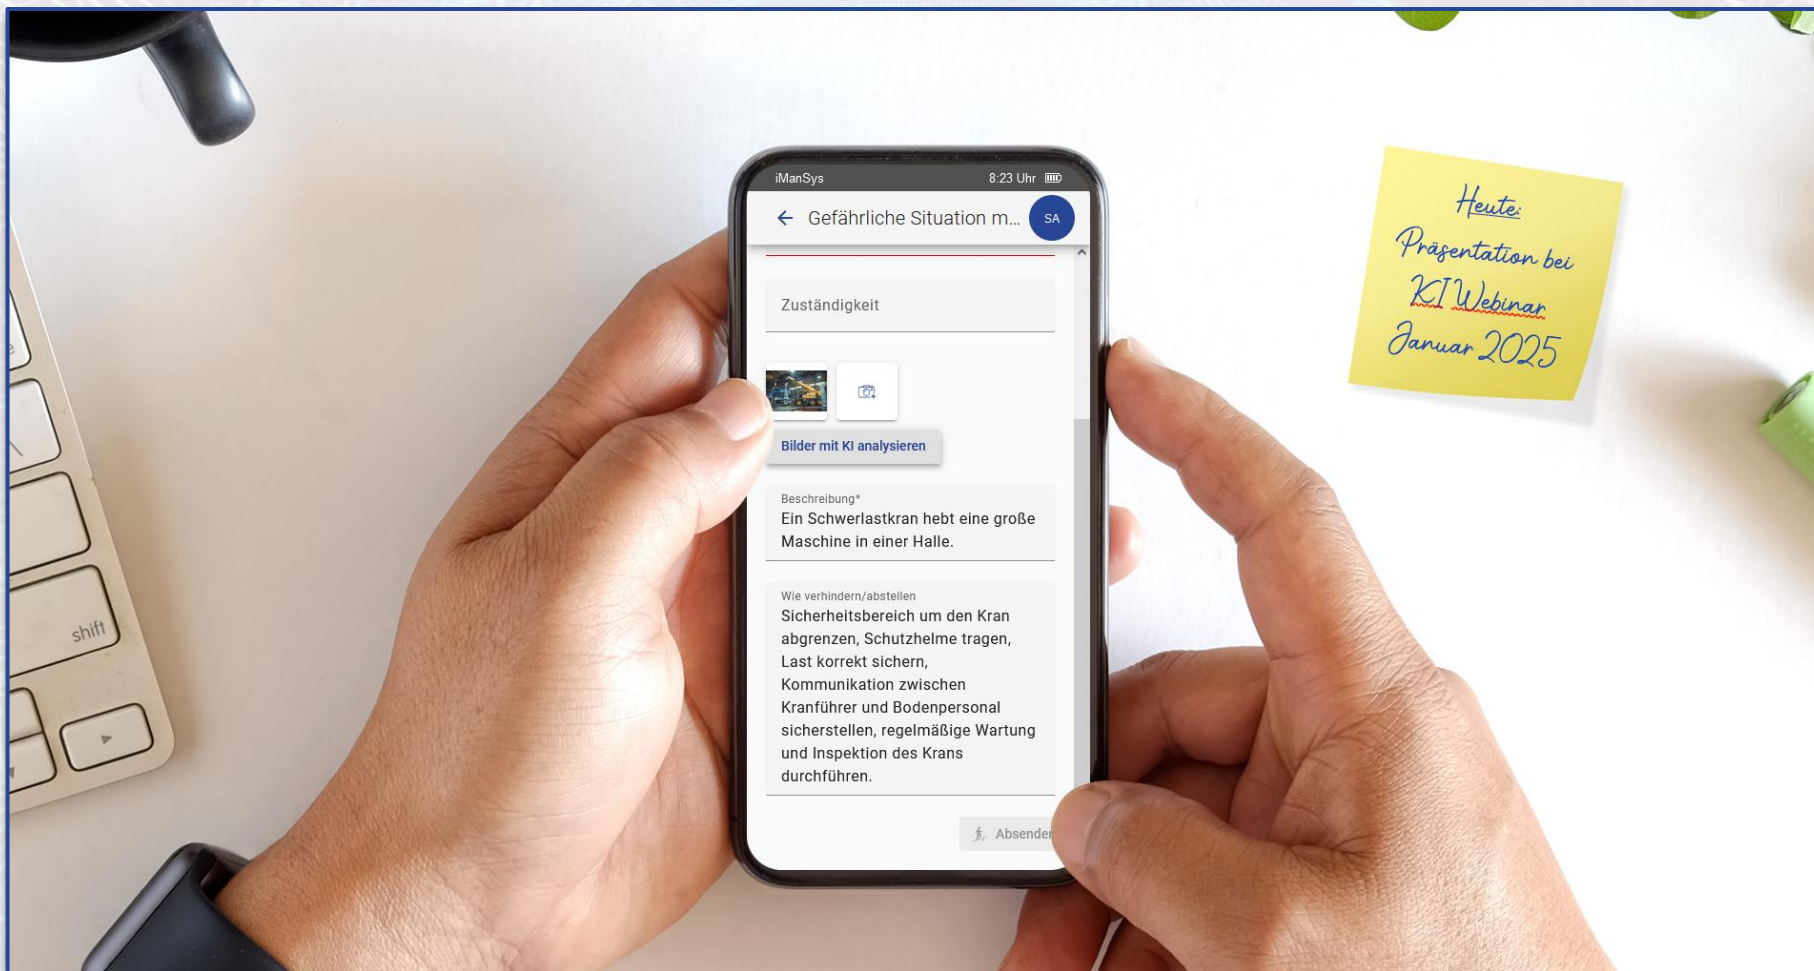 iManSys 8:23 Uhr
Gefährliche Situation m... SA
Zuständigkeit
Bilder mit KI analysieren
Beschreibung*
Ein Schwerlastkran hebt eine große
Maschine in einer Halle.
Wie verhindern/abstellen
Sicherheitsbereich um den Kran
abgrenzen, Schutzhelme tragen,
Last korrekt sichern,
Kommunikation zwischen
Kranführer und Bodenpersonal
sicherstellen, regelmäßige Wartung
und Inspektion des Krans
durchführen.
Absenden
Heute:
Präsentation bei
KI Webinar
Januar 2025
shift